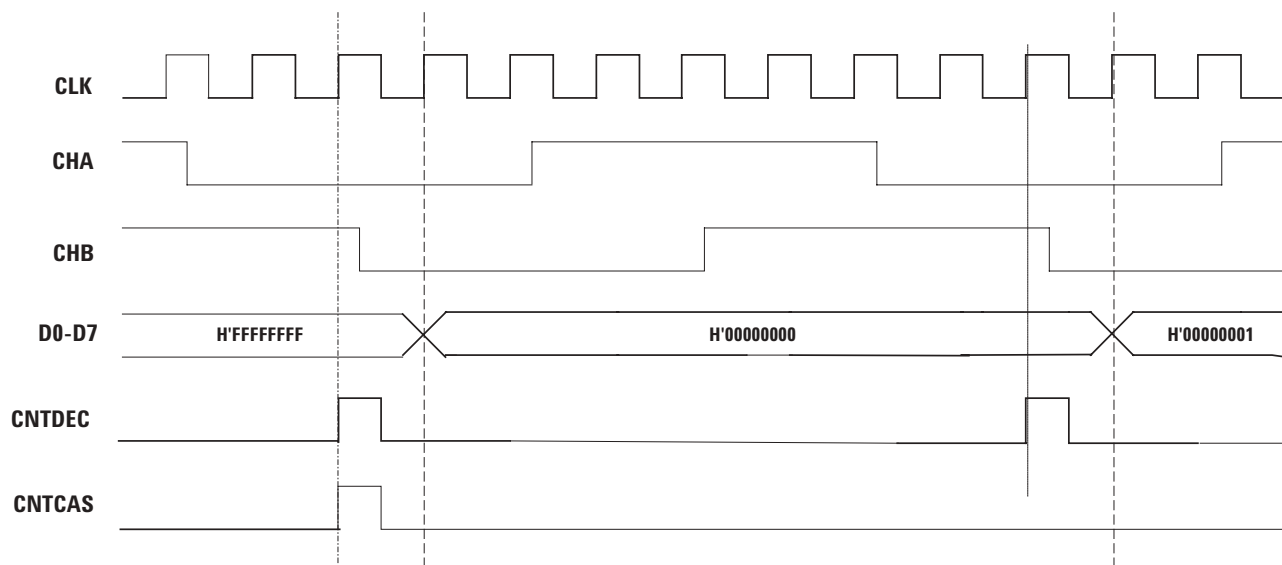 CLK
CHA
CHB
D0-D7 H'FFFFFFFF H'00000000 H'00000001
CNTDEC
CNTCAS